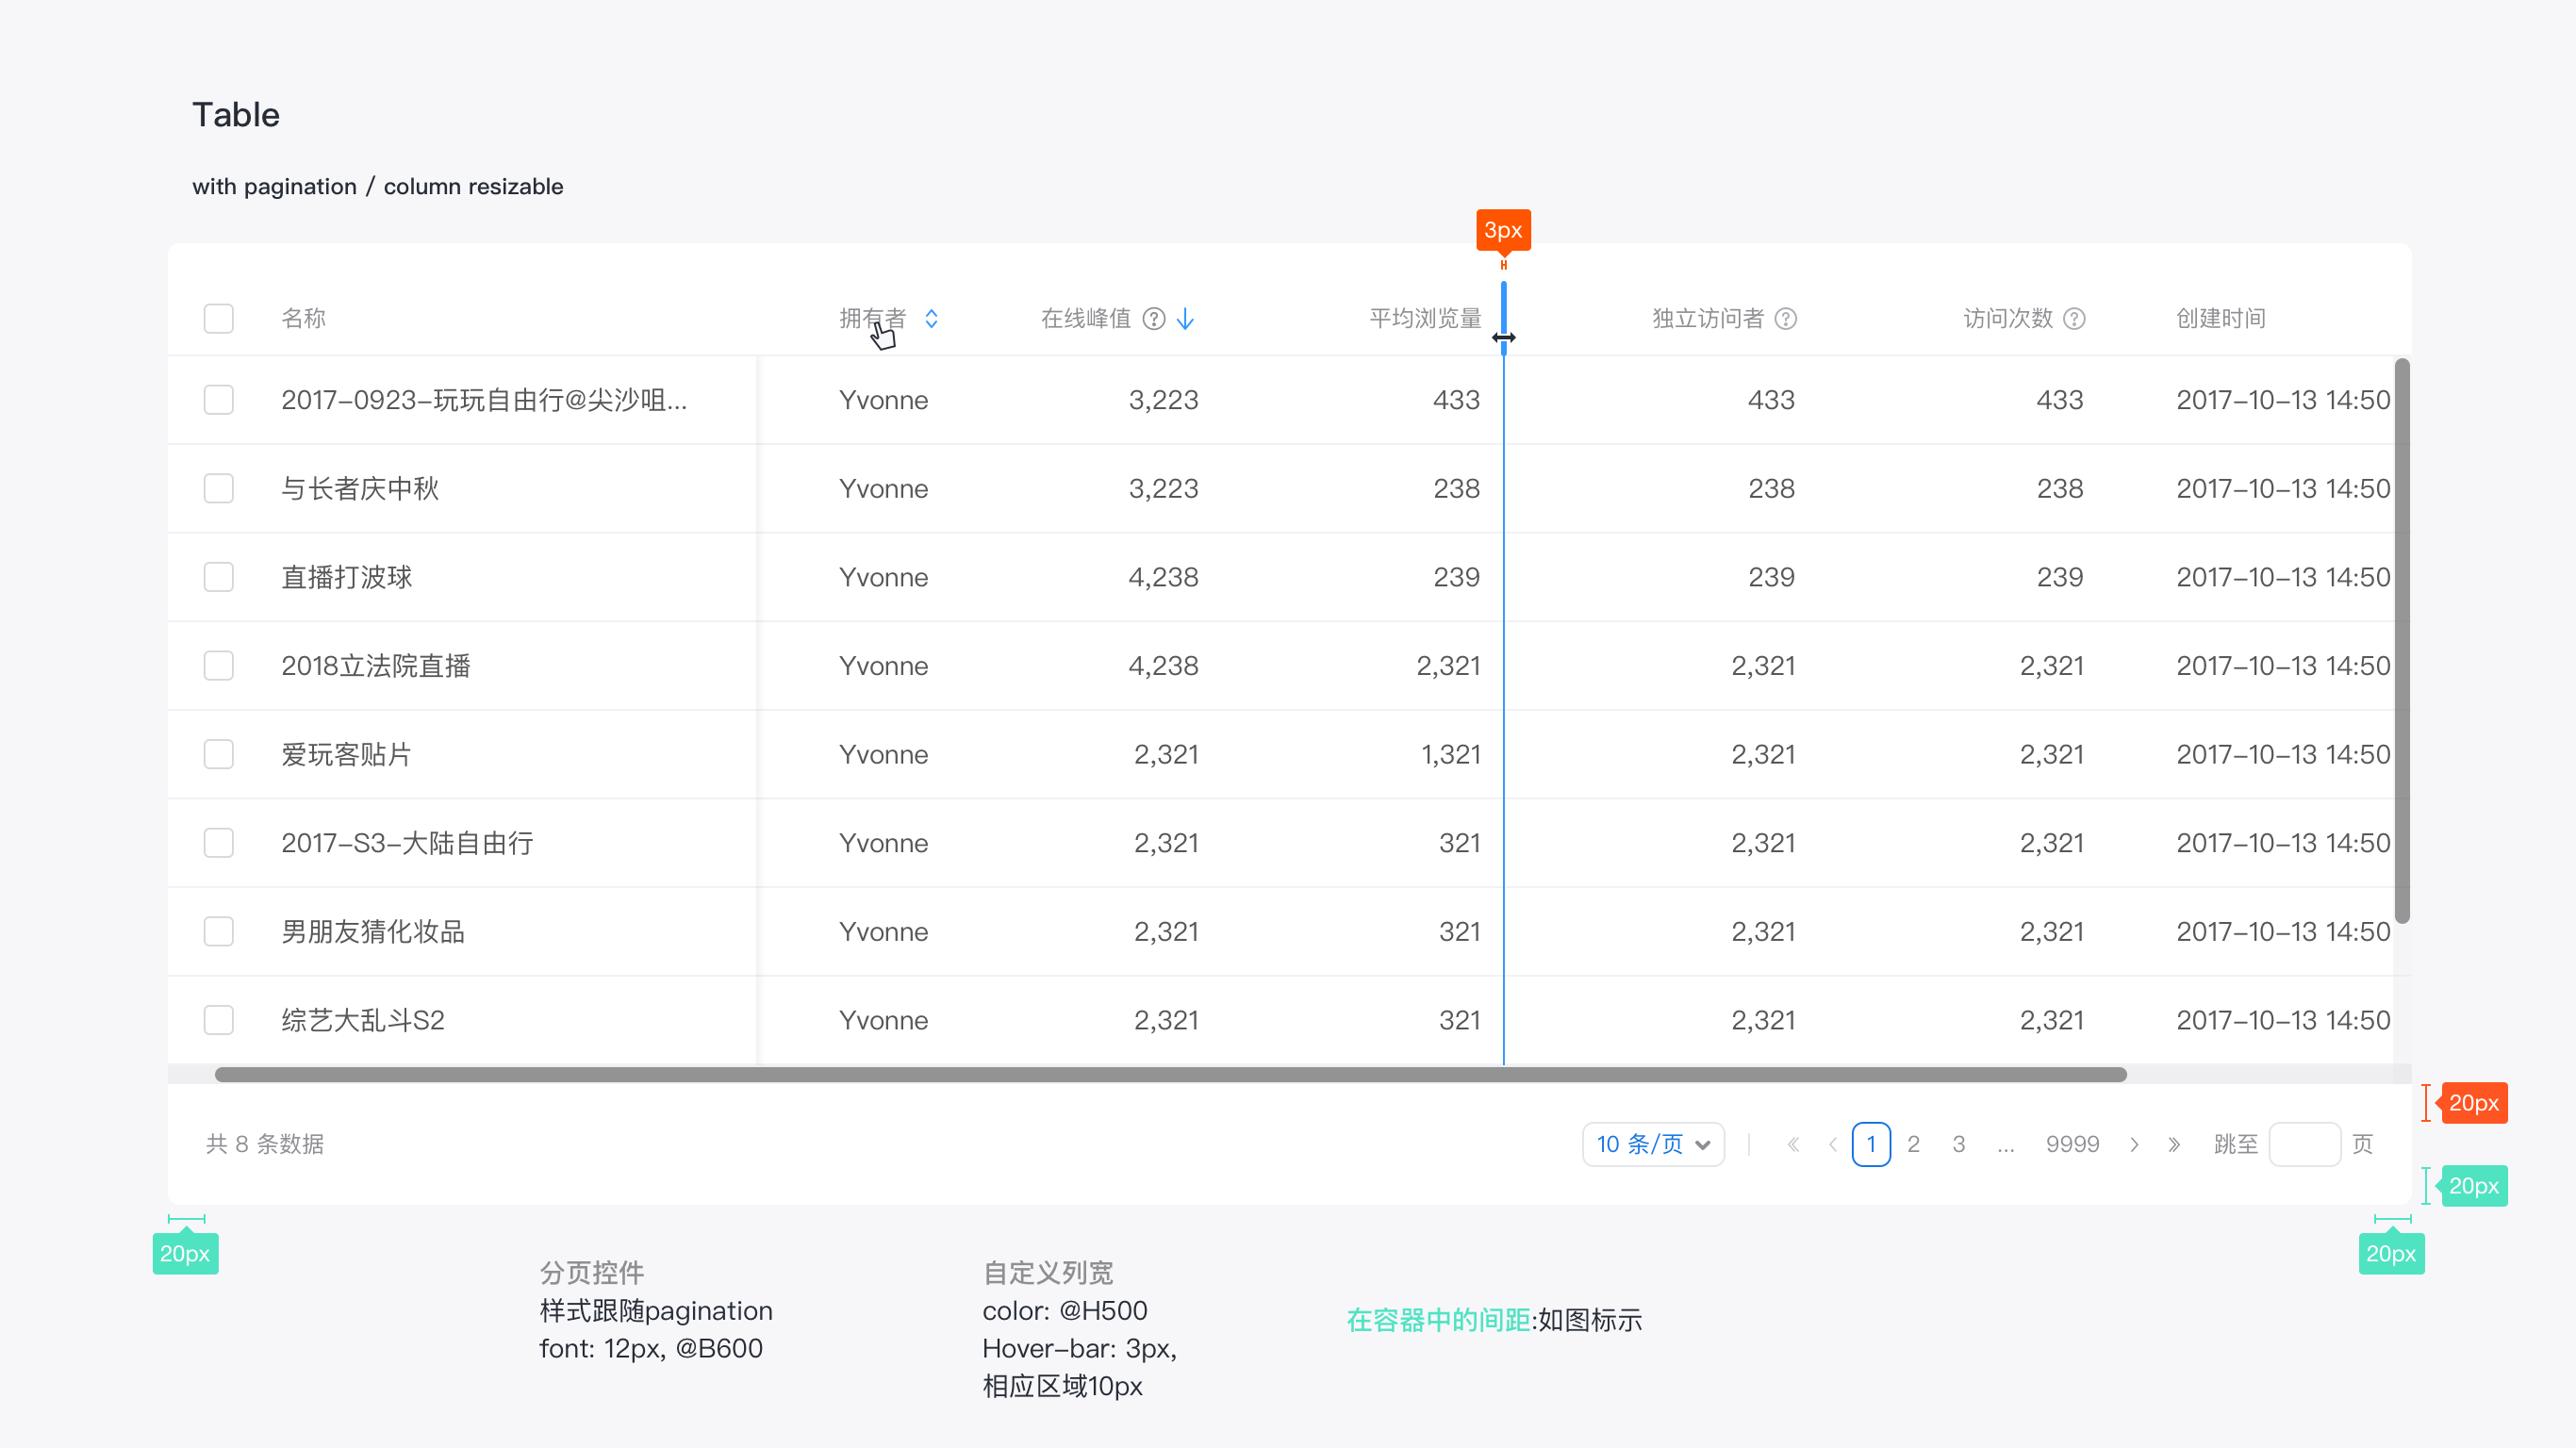 Table
with pagination / column resizable
3px
名称 拥有者 在线峰值 平均浏览量 独立访问者 访问次数 创建时间
2017-0923-玩玩自由行@尖沙咀... Yvonne 3,223 433 433 433 2017-10-13 14:50
与长者庆中秋 Yvonne 3,223 238 238 238 2017-10-13 14:50
直播打波球 Yvonne 4,238 239 239 239 2017-10-13 14:50
2018立法院直播 Yvonne 4,238 2,321 2,321 2,321 2017-10-13 14:50
爱玩客贴片 Yvonne 2,321 1,321 2,321 2,321 2017-10-13 14:50
2017-S3-大陆自由行 Yvonne 2,321 321 2,321 2,321 2017-10-13 14:50
男朋友猜化妆品 Yvonne 2,321 321 2,321 2,321 2017-10-13 14:50
综艺大乱斗S2 Yvonne 2,321 321 2,321 2,321 2017-10-13 14:50
20px
共 8 条数据 10 条/页 1 2 3 ... 9999 跳至 页
20px
20px 20px
分页控件
样式跟随pagination
font: 12px, @B600
自定义列宽
color: @H500
Hover-bar: 3px,
相应区域10px
在容器中的间距:如图标示